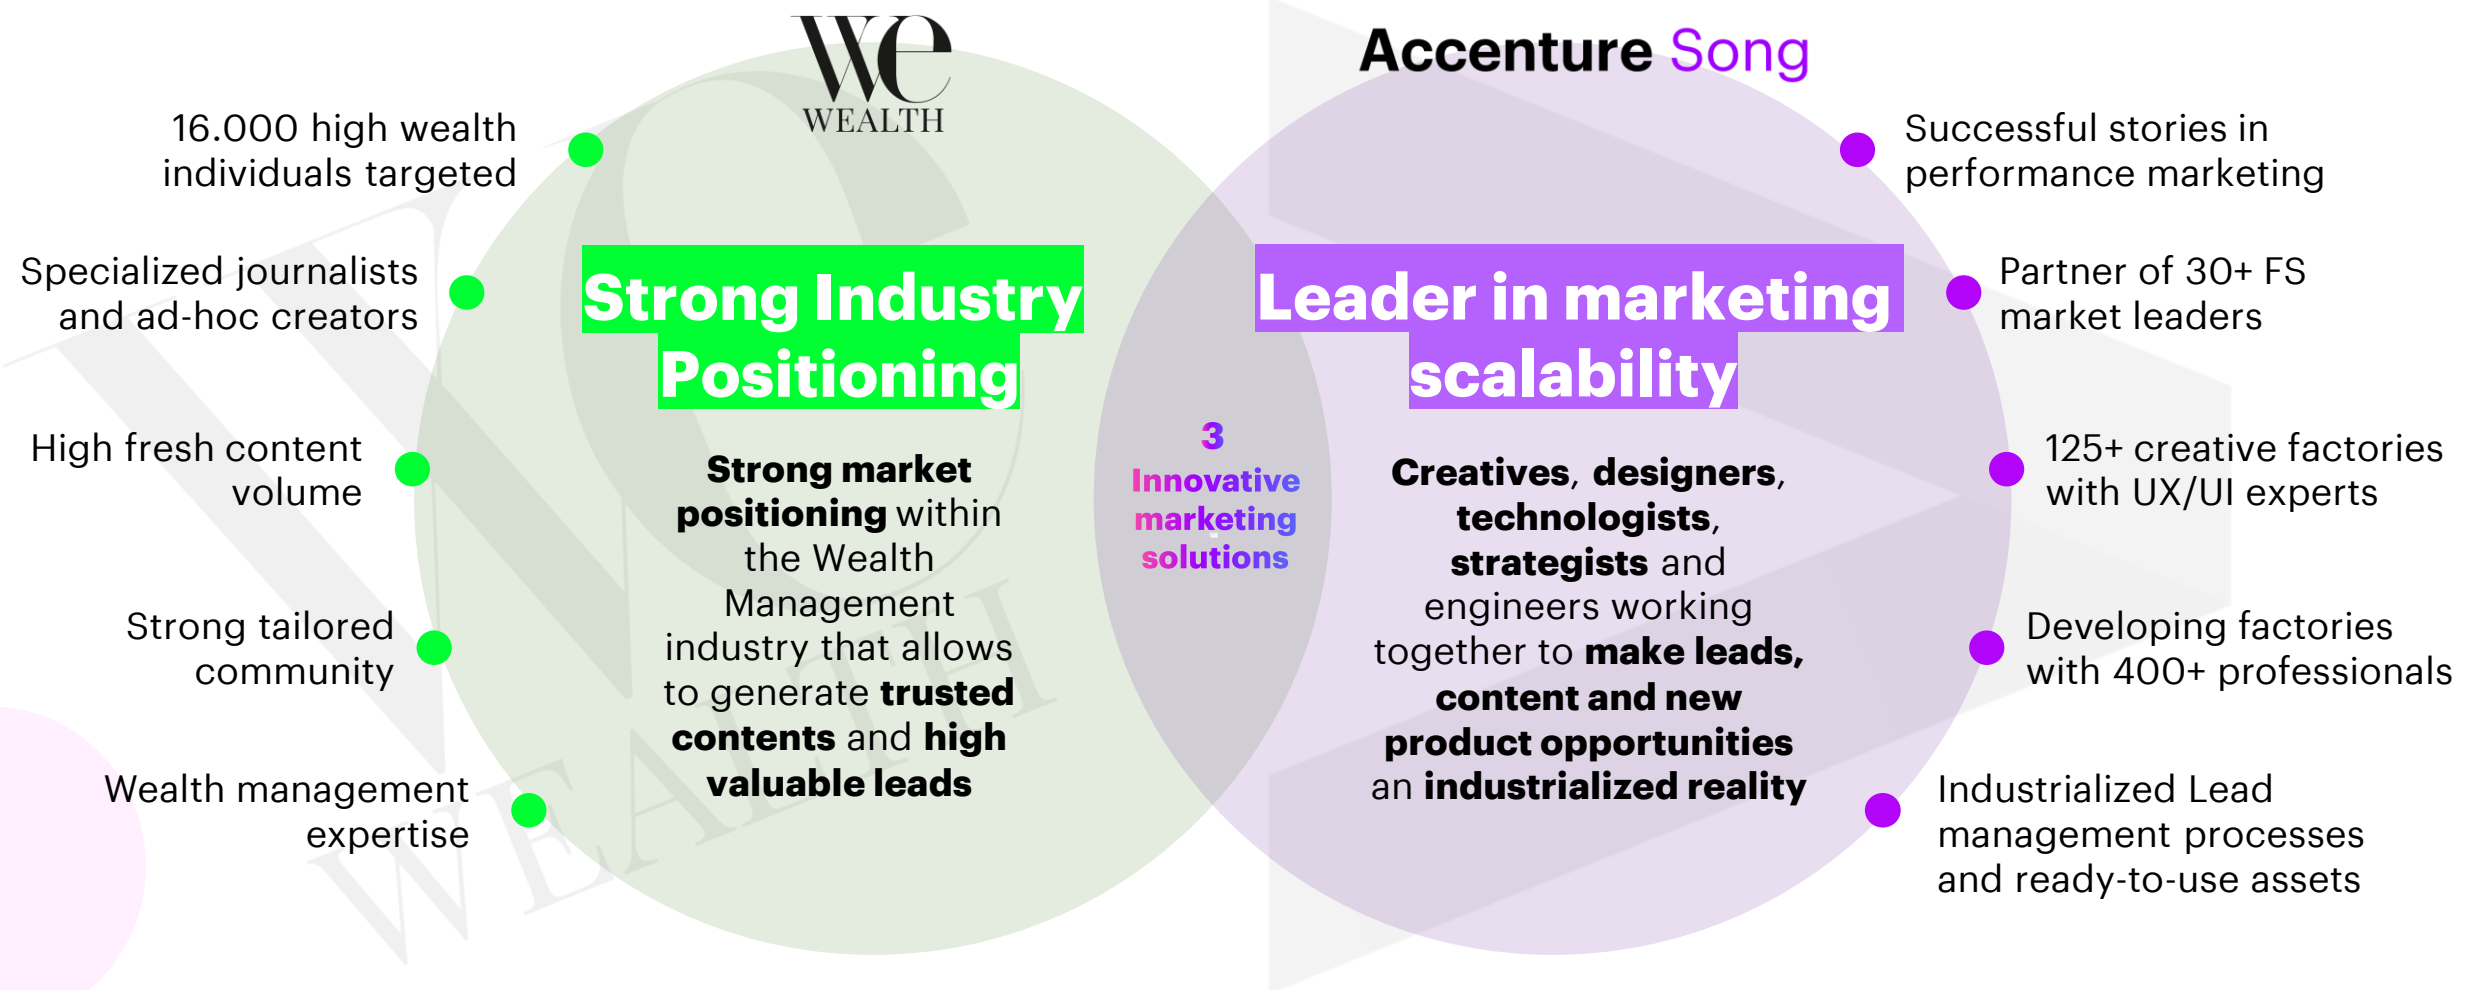 We
WEALTH
Accenture Song
16.000 high wealth
individuals targeted
Specialized journalists
and ad-hoc creators
High fresh content
volume
Strong tailored
community
Wealth management
expertise
Strong Industry
Positioning
Strong market
positioning within
the Wealth
Management
industry that allows
to generate trusted
contents and high
valuable leads
3
Innovative
marketing
solutions
Leader in marketing
scalability
Creatives, designers,
technologists,
strategists and
engineers working
together to make leads,
content and new
product opportunities
an industrialized reality
Successful stories in
performance marketing
Partner of 30+ FS
market leaders
125+ creative factories
with UX/UI experts
Developing factories
with 400+ professionals
Industrialized Lead
management processes
and ready-to-use assets
We
WEALTH